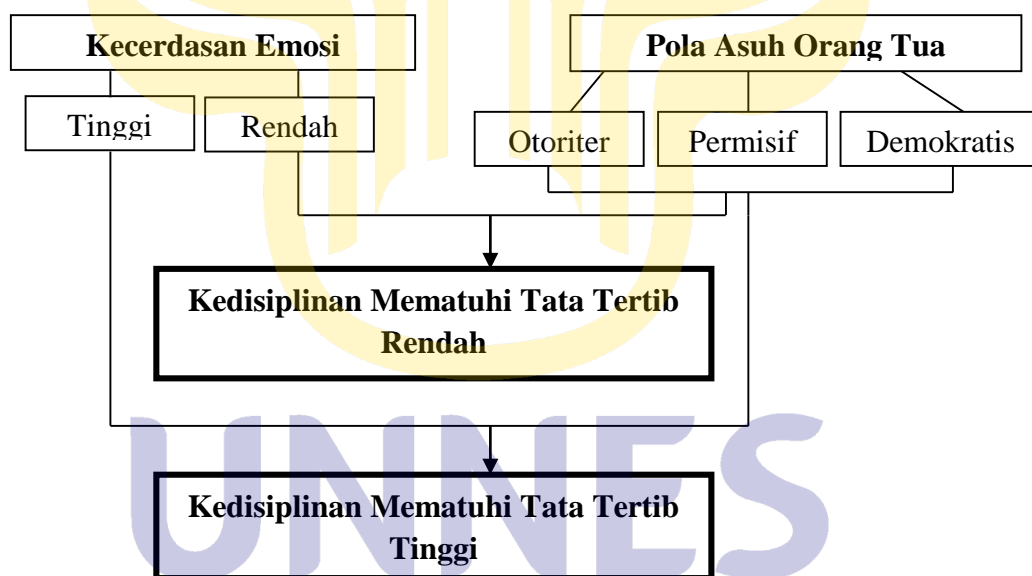 Kecerdasan Emosi
Pola Asuh Orang Tua
Tinggi
Rendah
Otoriter
Permisif
Demokratis
Kedisiplinan Mematuhi Tata Tertib
Rendah
Kedisiplinan Mematuhi Tata Tertib
Tinggi
UNNES